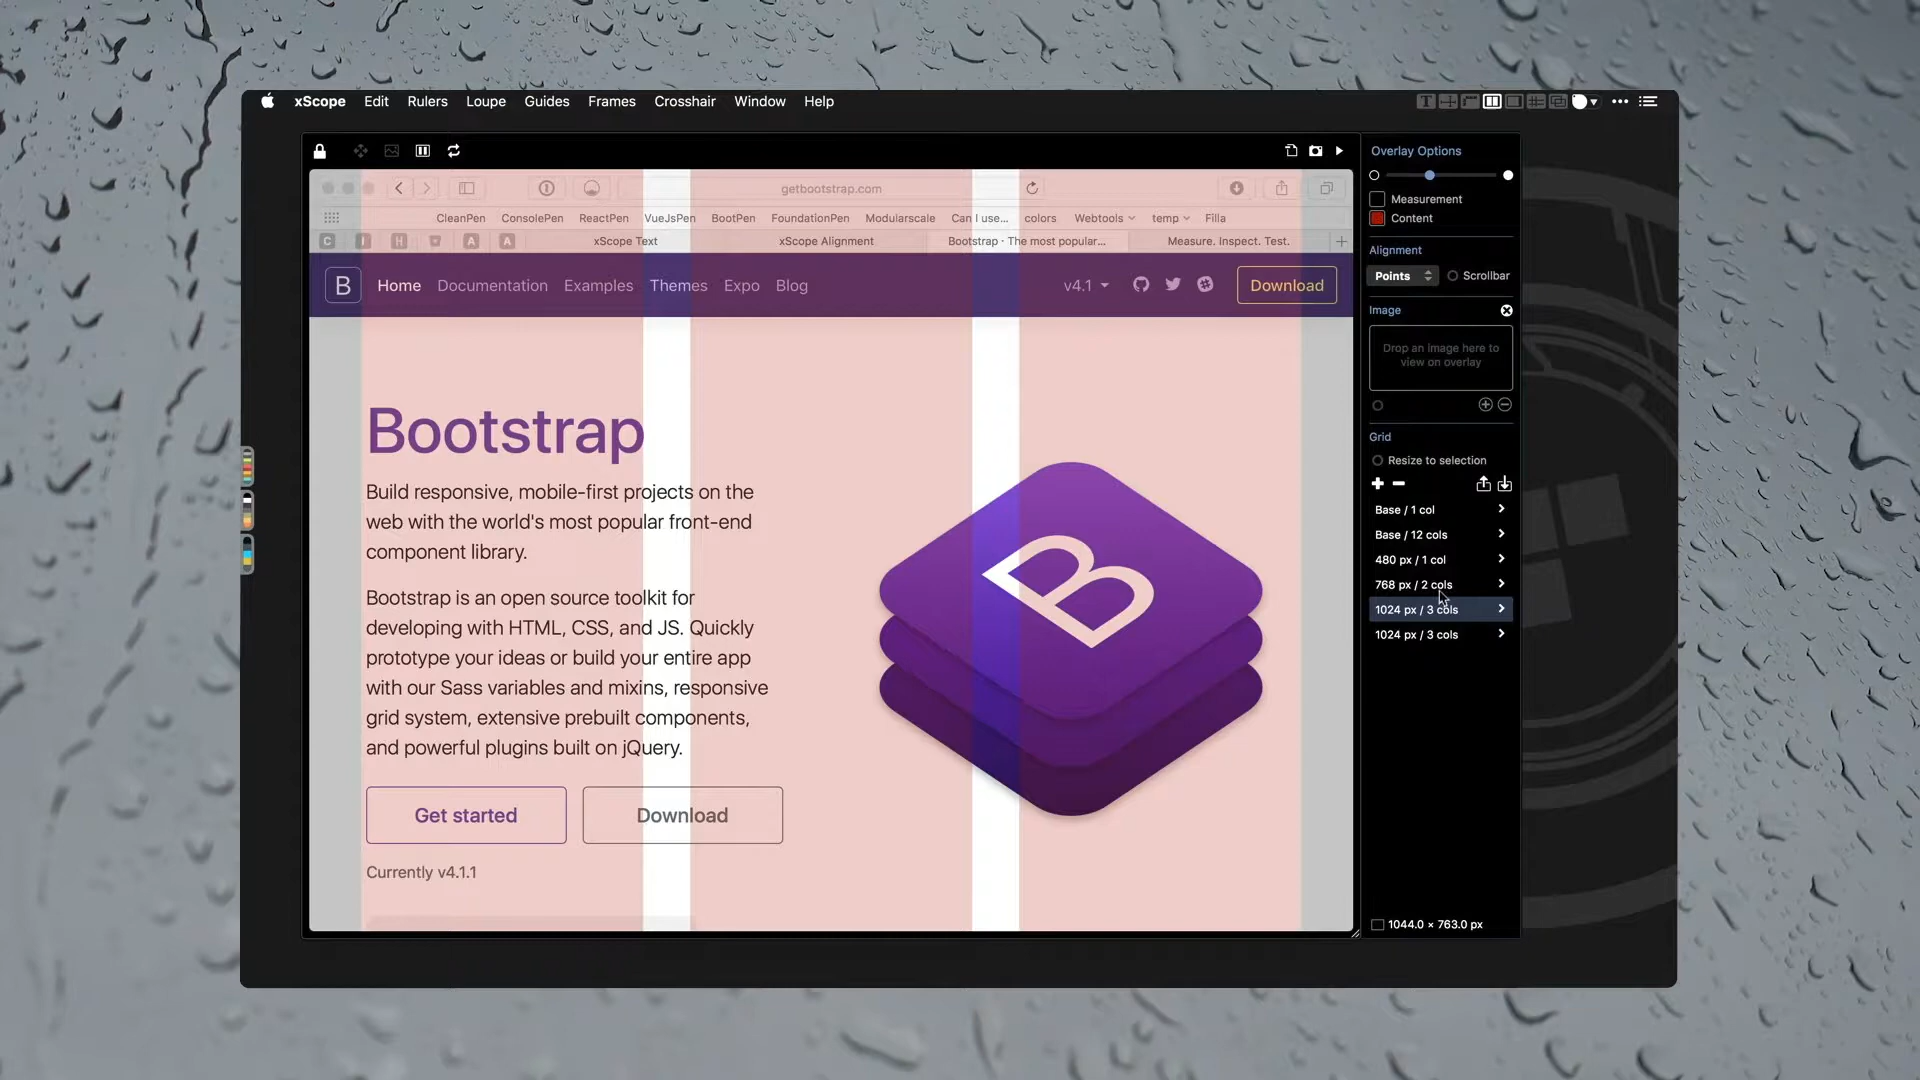 xScope Edit Rulers Loupe Guides Frames Crosshair Window Help
getbootstrap.com
CleanPen ConsolePen ReactPen VueJsPen BootPen FoundationPen Modularscale Can I use... colors Webtools temp Filla
C I H A A xScope Text xScope Alignment Bootstrap · The most popular... Measure. Inspect. Test.
B Home Documentation Examples Themes Expo Blog v4.1 Download
Bootstrap
Build responsive, mobile-first projects on the
web with the world's most popular front-end
component library.
Bootstrap is an open source toolkit for
developing with HTML, CSS, and JS. Quickly
prototype your ideas or build your entire app
with our Sass variables and mixins, responsive
grid system, extensive prebuilt components,
and powerful plugins built on jQuery.
Get started Download
Currently v4.1.1
B
Overlay Options
Measurement
Content
Alignment
Points Scrollbar
Image
Drop an image here to
view on overlay
Grid
Resize to selection
Base / 1 col
Base / 12 cols
480 px / 1 col
768 px / 2 cols
1024 px / 3 cols
1024 px / 3 cols
1044.0 × 763.0 px